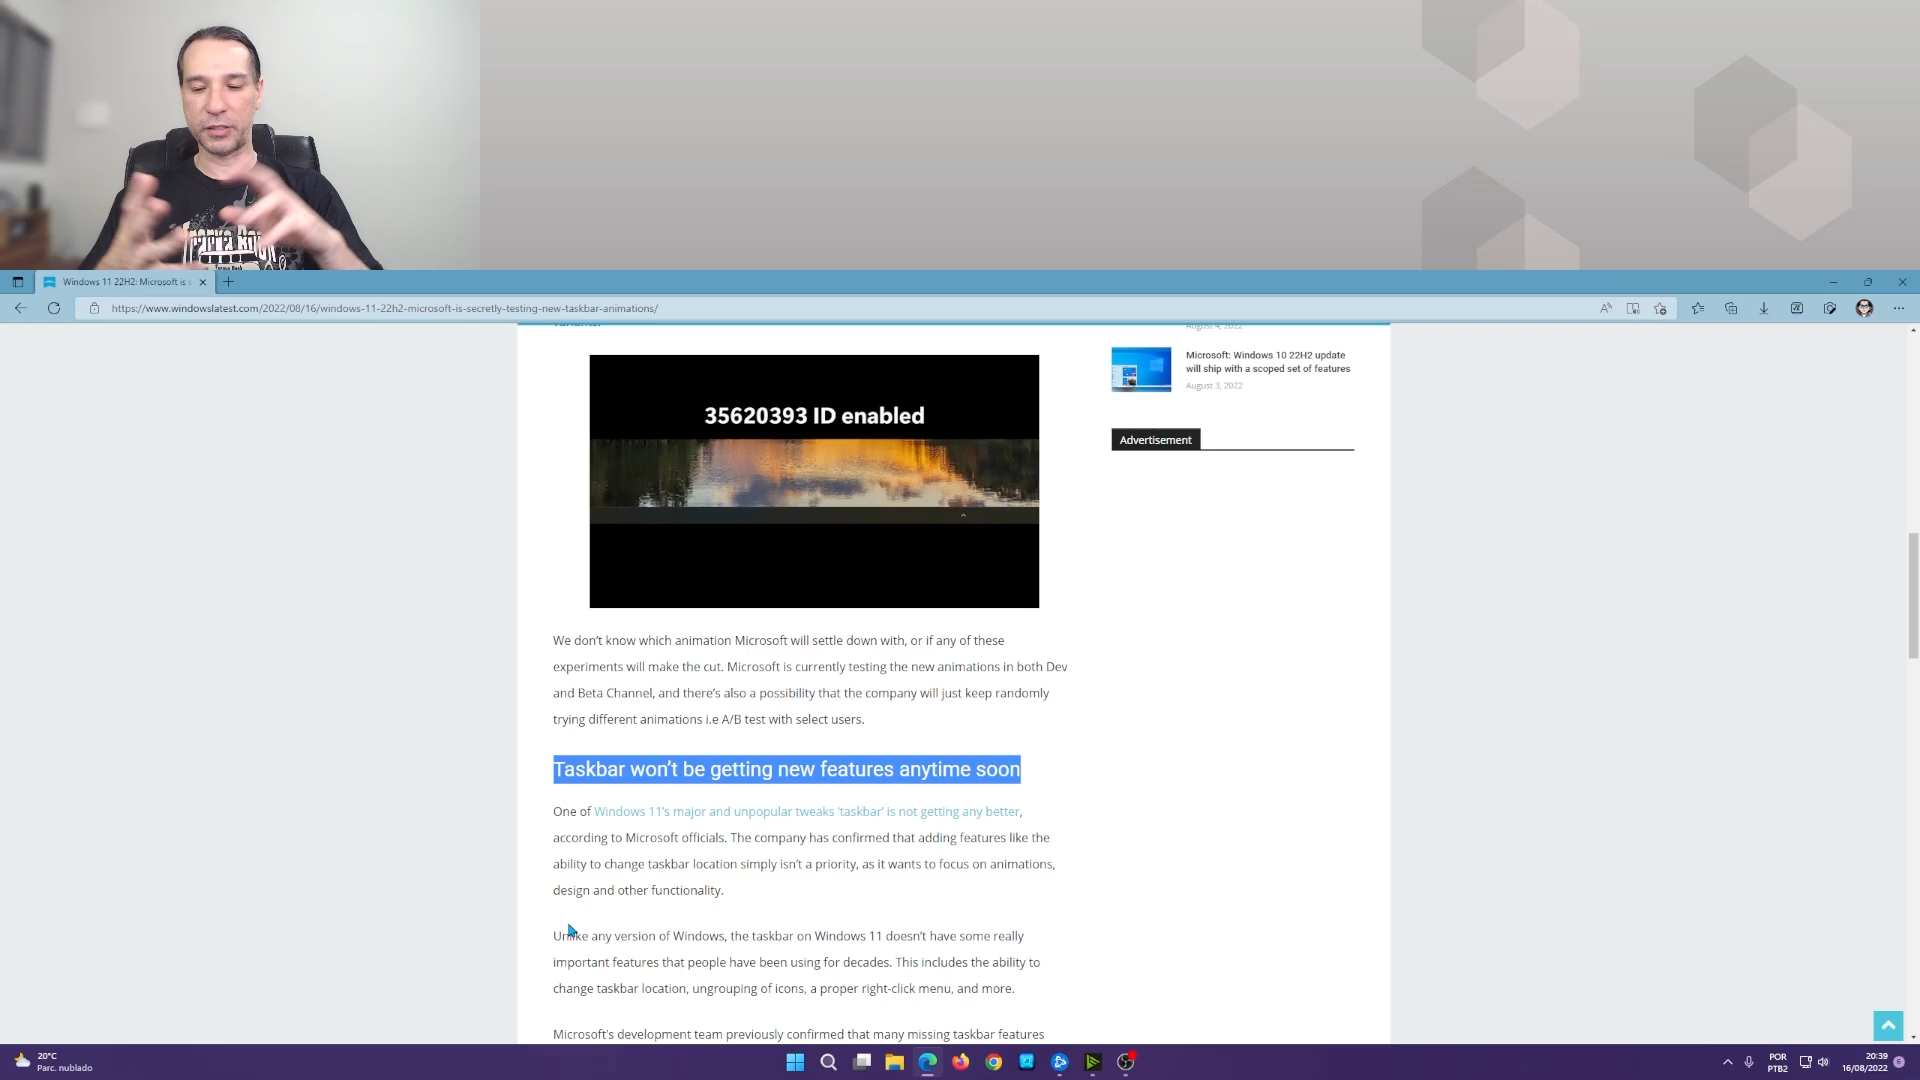 Windows 11 22H2: Microsoft is s
https://www.windowslatest.com/2022/08/16/windows-11-22h2-microsoft-is-secretly-testing-new-taskbar-animations/
August 4, 2022
Microsoft: Windows 10 22H2 update
will ship with a scoped set of features
August 3, 2022
Advertisement
35620393 ID enabled
We don’t know which animation Microsoft will settle down with, or if any of these
experiments will make the cut. Microsoft is currently testing the new animations in both Dev
and Beta Channel, and there’s also a possibility that the company will just keep randomly
trying different animations i.e A/B test with select users.
Taskbar won’t be getting new features anytime soon
One of Windows 11’s major and unpopular tweaks ‘taskbar’ is not getting any better,
according to Microsoft officials. The company has confirmed that adding features like the
ability to change taskbar location simply isn’t a priority, as it wants to focus on animations,
design and other functionality.
Unlike any version of Windows, the taskbar on Windows 11 doesn’t have some really
important features that people have been using for decades. This includes the ability to
change taskbar location, ungrouping of icons, a proper right-click menu, and more.
Microsoft’s development team previously confirmed that many missing taskbar features
20°C
Parc. nublado
POR
PTB2
20:39
16/08/2022